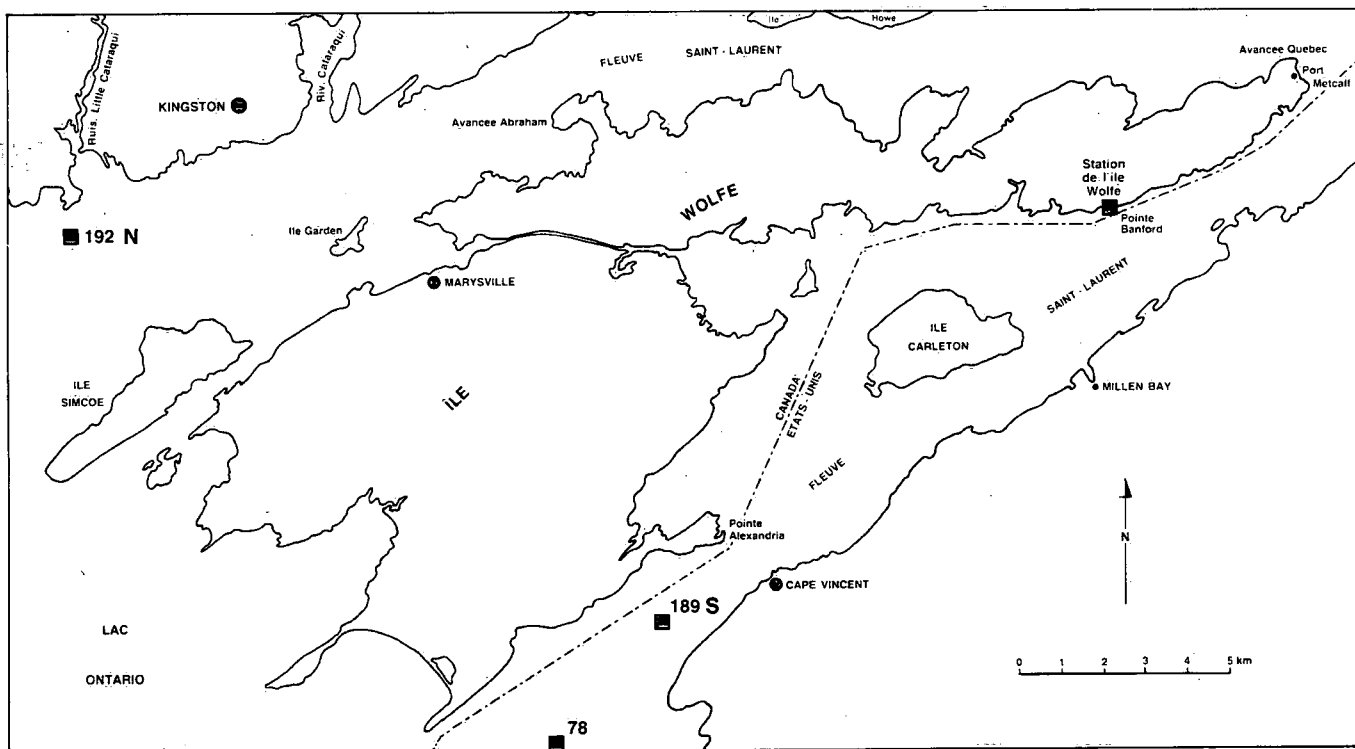 Ile
Howe
FLEUVE SAINT - LAURENT
Avancee Quebec
Port
Metcalf
Ruis. Little Cataraqui
Riv. Cataraqui
KINGSTON
Avancee Abraham
Station
de l'ile
Wolfe
WOLFE
Pointe
Banford
192 N
Ile Garden
MARYSVILLE
SAINT - LAURENT
ILE
CARLETON
ILE
SIMCOE
ÎLE
CANADA
ETATS - UNIS
MILLEN BAY
FLEUVE
Pointe
Alexandria
N
CAPE VINCENT
189 S
LAC
ONTARIO
0 1 2 3 4 5 km
78